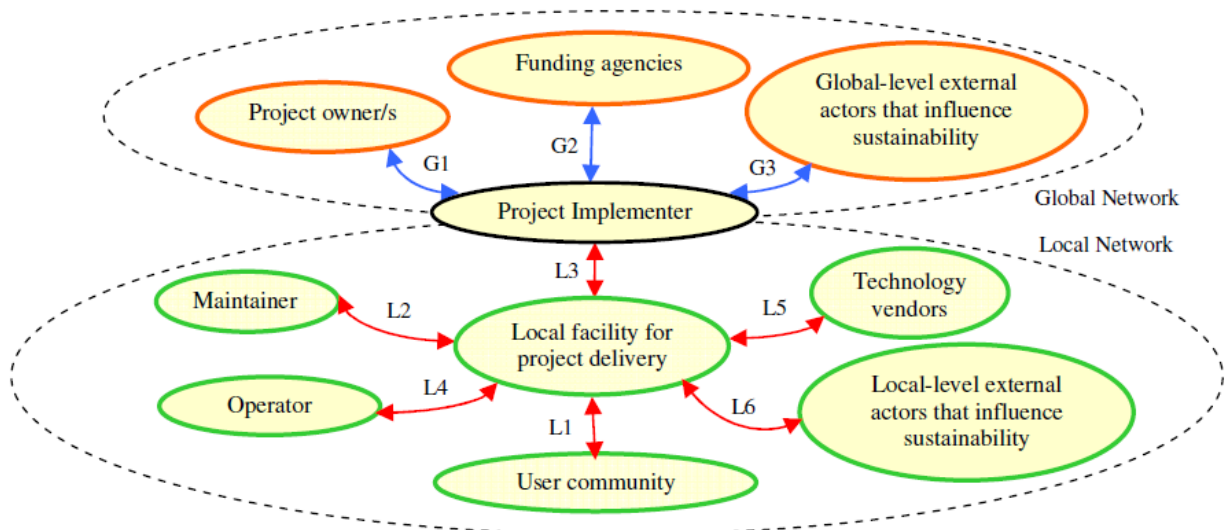 Funding agencies
Project owner/s
Global-level external
actors that influence
sustainability
G1
G2
G3
Project Implementer
Global Network
Local Network
L3
Maintainer
L2
Technology
vendors
L5
Local facility for
project delivery
Operator
L4
L6
Local-level external
actors that influence
sustainability
L1
User community